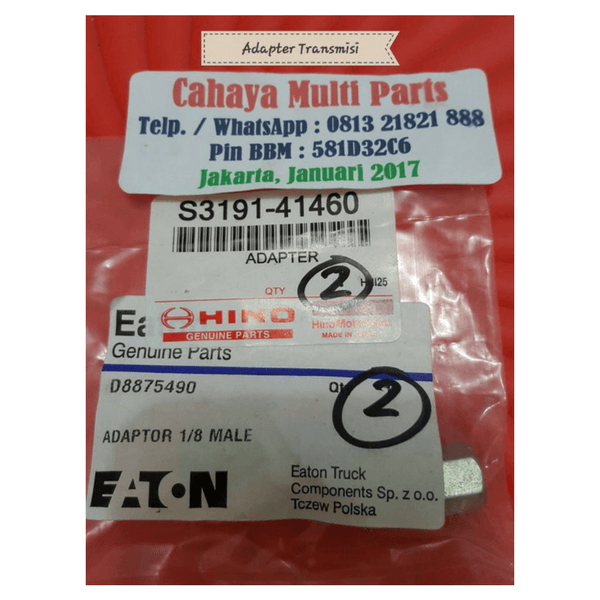 Adapter Transmisi
Cahaya Multi Parts
Telp. / WhatsApp : 0813 21821 888
Pin BBM : 581D32C6
Jakarta, Januari 2017
S3191-41460
ADAPTER
QTY 2
HINO
GENUINE PARTS
MADE IN
Genuine Parts
D8875490
2
ADAPTOR 1/8 MALE
EATON
Eaton Truck
Components Sp. z o.o.
Tczew Polska